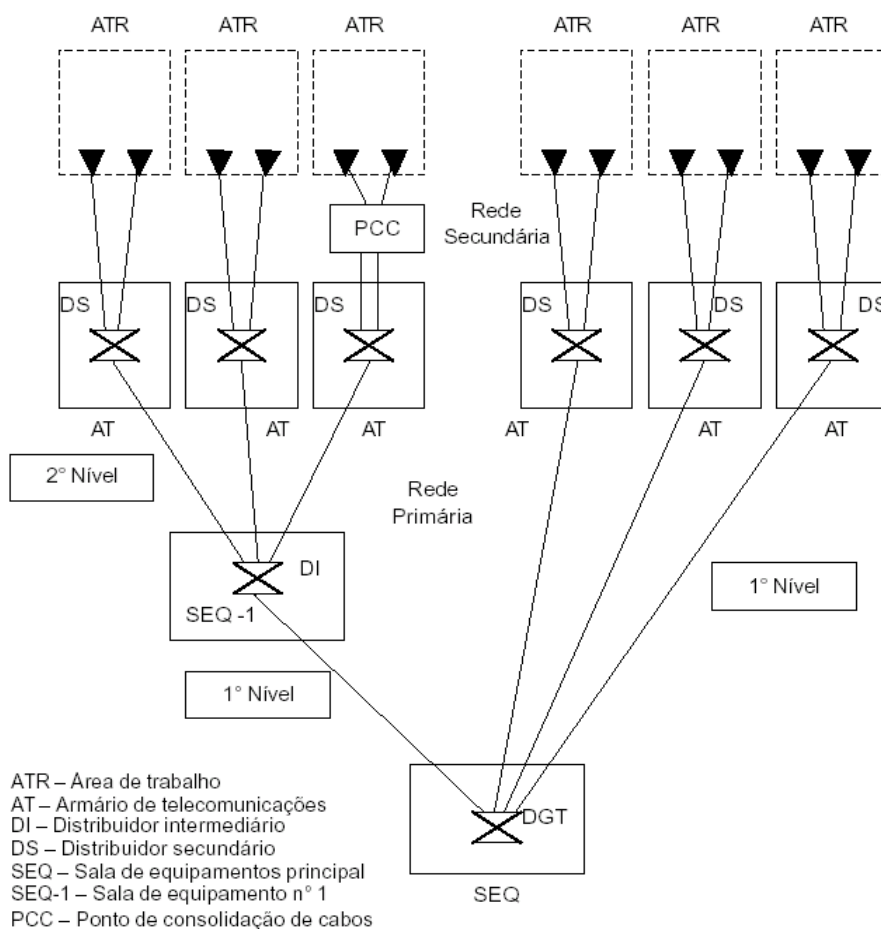 ATR ATR ATR ATR ATR ATR
PCC
Rede
Secundária
DS DS DS DS DS DS
AT AT AT AT AT AT
2° Nível
Rede
Primária
DI
SEQ -1
1° Nível
1° Nível
DGT
SEQ
ATR – Área de trabalho
AT – Armário de telecomunicações
DI – Distribuidor intermediário
DS – Distribuidor secundário
SEQ – Sala de equipamentos principal
SEQ-1 – Sala de equipamento n° 1
PCC – Ponto de consolidação de cabos